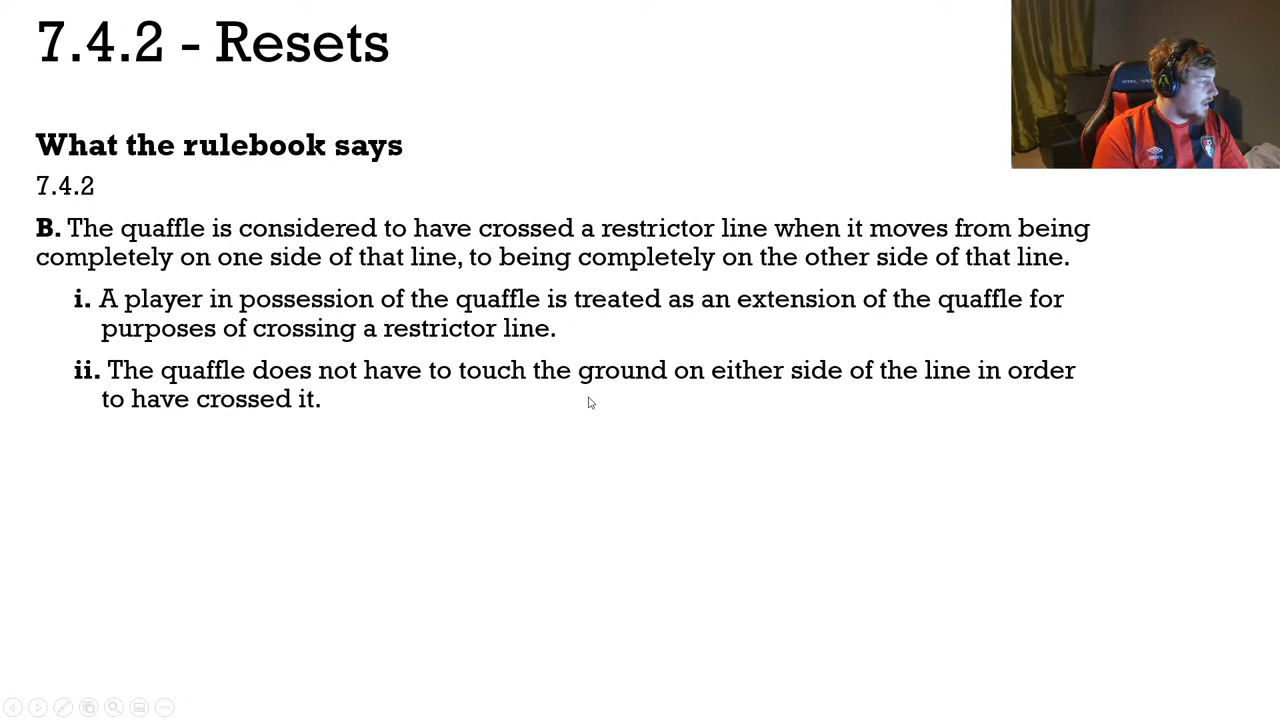 7.4.2 - Resets
What the rulebook says
7.4.2
B. The quaffle is considered to have crossed a restrictor line when it moves from being
completely on one side of that line, to being completely on the other side of that line.
i. A player in possession of the quaffle is treated as an extension of the quaffle for
purposes of crossing a restrictor line.
ii. The quaffle does not have to touch the ground on either side of the line in order
to have crossed it.